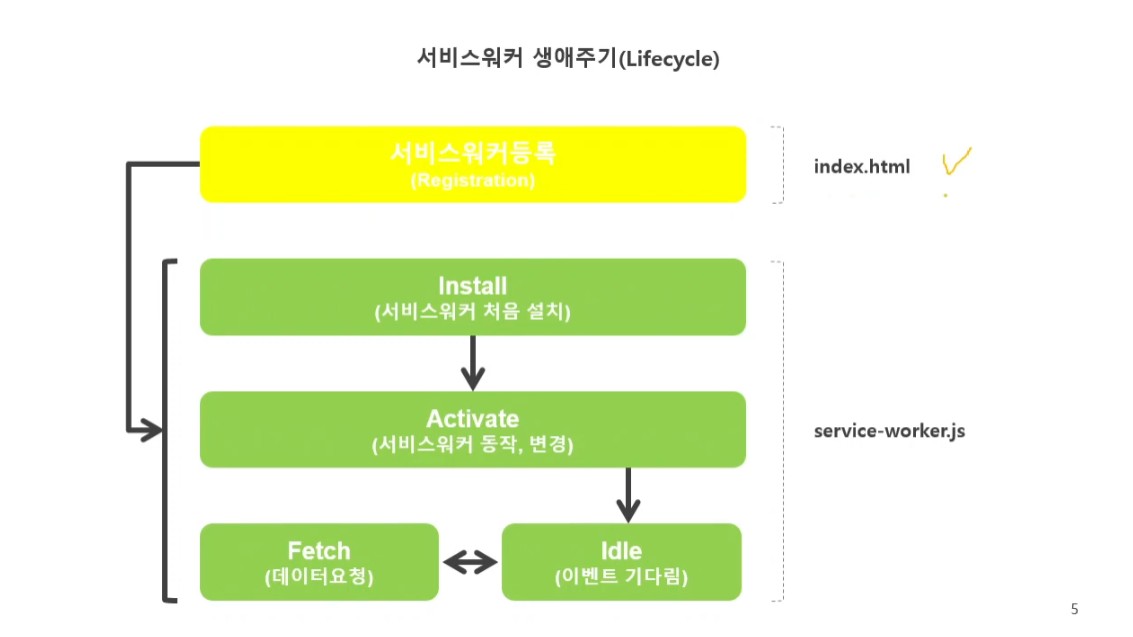 서비스워커 생애주기(Lifecycle)
서비스워커등록
(Registration)
index.html
Install
(서비스워커 처음 설치)
Activate
(서비스워커 동작, 변경)
service-worker.js
Fetch
(데이터요청)
Idle
(이벤트 기다림)
5